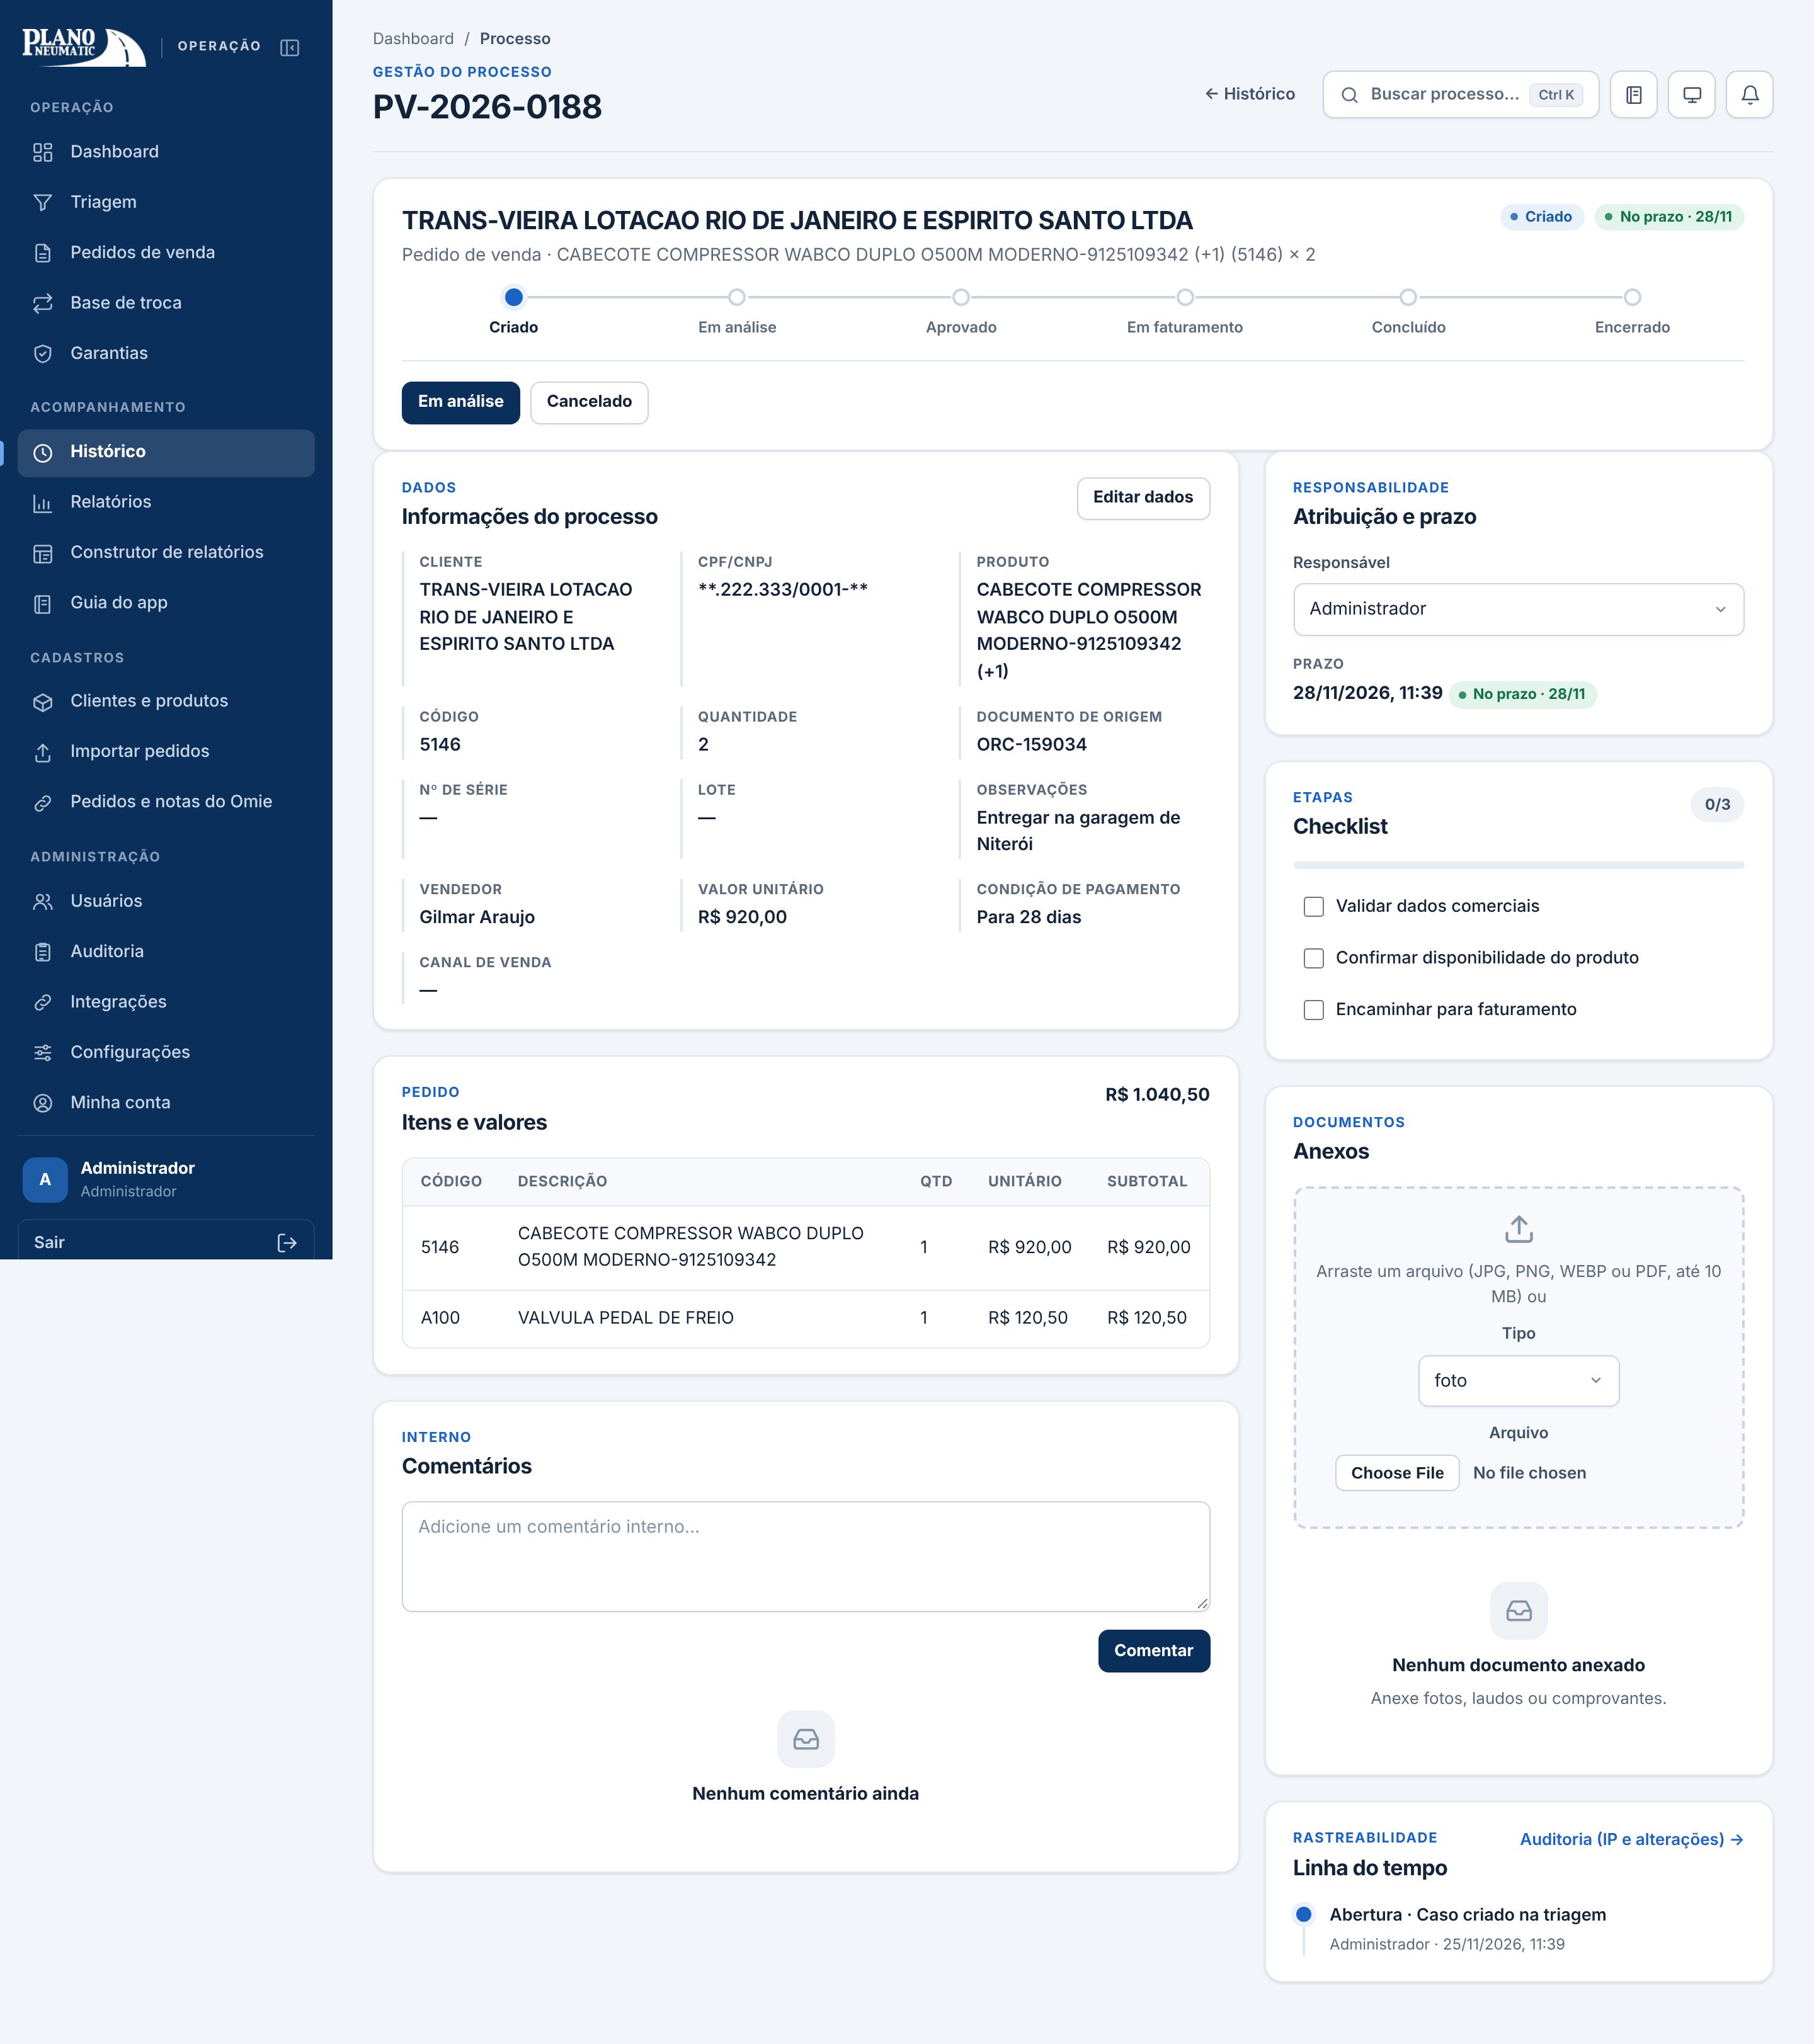 PLANO
NEUMATIC
OPERAÇÃO
OPERAÇÃO
Dashboard
Triagem
Pedidos de venda
Base de troca
Garantias
ACOMPANHAMENTO
Histórico
Relatórios
Construtor de relatórios
Guia do app
CADASTROS
Clientes e produtos
Importar pedidos
Pedidos e notas do Omie
ADMINISTRAÇÃO
Usuários
Auditoria
Integrações
Configurações
Minha conta
A
Administrador
Administrador
Sair
Dashboard / Processo
GESTÃO DO PROCESSO
PV-2026-0188
← Histórico
Buscar processo... Ctrl K
TRANS-VIEIRA LOTACAO RIO DE JANEIRO E ESPIRITO SANTO LTDA
Criado
No prazo · 28/11
Pedido de venda · CABECOTE COMPRESSOR WABCO DUPLO O500M MODERNO-9125109342 (+1) (5146) × 2
Criado
Em análise
Aprovado
Em faturamento
Concluído
Encerrado
Em análise
Cancelado
DADOS
Informações do processo
Editar dados
CLIENTE
TRANS-VIEIRA LOTACAO
RIO DE JANEIRO E
ESPIRITO SANTO LTDA
CPF/CNPJ
**.222.333/0001-**
PRODUTO
CABECOTE COMPRESSOR
WABCO DUPLO O500M
MODERNO-9125109342
(+1)
CÓDIGO
5146
QUANTIDADE
2
DOCUMENTO DE ORIGEM
ORC-159034
Nº DE SÉRIE
—
LOTE
—
OBSERVAÇÕES
Entregar na garagem de
Niterói
VENDEDOR
Gilmar Araujo
VALOR UNITÁRIO
R$ 920,00
CONDIÇÃO DE PAGAMENTO
Para 28 dias
CANAL DE VENDA
—
PEDIDO
Itens e valores
R$ 1.040,50
CÓDIGO DESCRIÇÃO QTD UNITÁRIO SUBTOTAL
5146 CABECOTE COMPRESSOR WABCO DUPLO
O500M MODERNO-9125109342 1 R$ 920,00 R$ 920,00
A100 VALVULA PEDAL DE FREIO 1 R$ 120,50 R$ 120,50
INTERNO
Comentários
Adicione um comentário interno...
Comentar
Nenhum comentário ainda
RESPONSABILIDADE
Atribuição e prazo
Responsável
Administrador
PRAZO
28/11/2026, 11:39 No prazo · 28/11
ETAPAS
Checklist
0/3
Validar dados comerciais
Confirmar disponibilidade do produto
Encaminhar para faturamento
DOCUMENTOS
Anexos
Arraste um arquivo (JPG, PNG, WEBP ou PDF, até 10
MB) ou
Tipo
foto
Arquivo
Choose File No file chosen
Nenhum documento anexado
Anexe fotos, laudos ou comprovantes.
RASTREABILIDADE
Linha do tempo
Auditoria (IP e alterações) →
Abertura · Caso criado na triagem
Administrador · 25/11/2026, 11:39